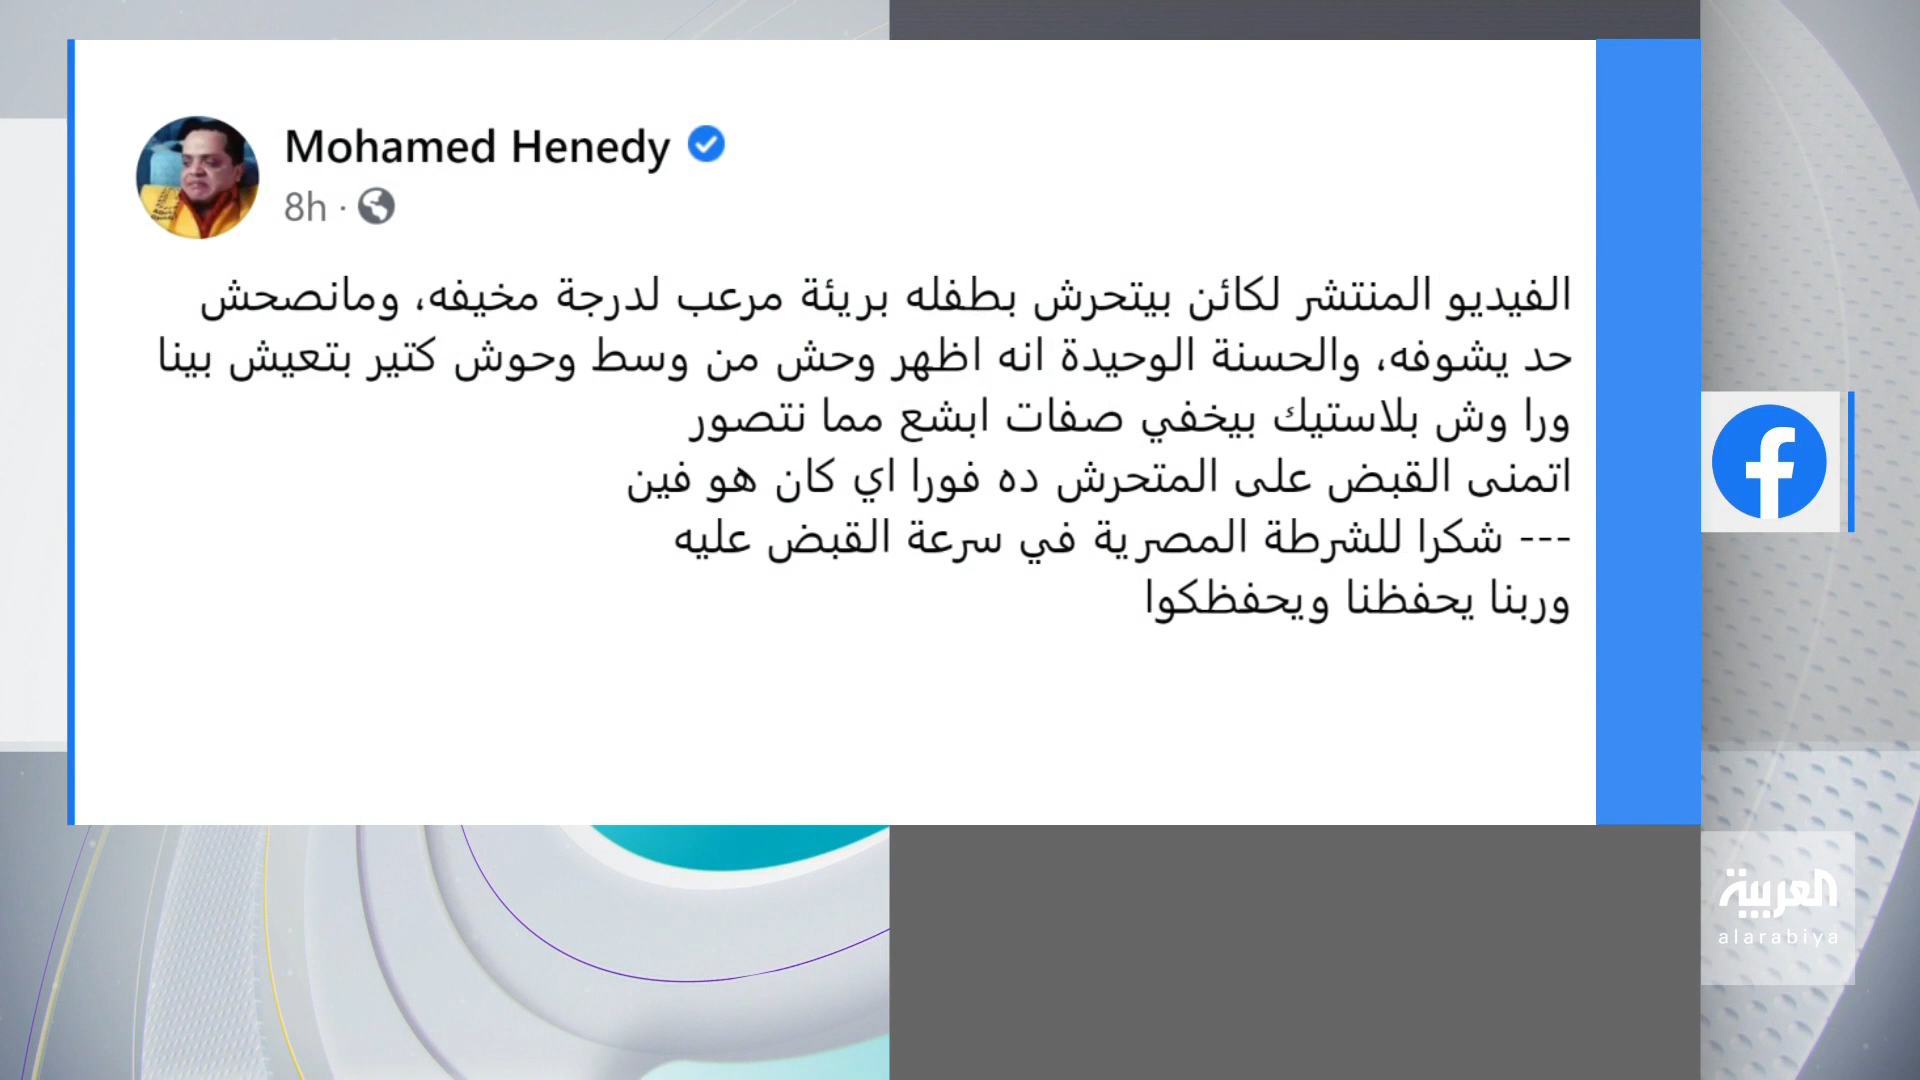 Mohamed Henedy
8h ·
الفيديو المنتشر لكائن بيتحرش بطفله بريئة مرعب لدرجة مخيفه، ومانصحش
حد يشوفه، والحسنة الوحيدة انه اظهر وحش من وسط وحوش كتير بتعيش بينا
ورا وش بلاستيك بيخفي صفات ابشع مما نتصور
اتمنى القبض على المتحرش ده فورا اي كان هو فين
--- شكرا للشرطة المصرية في سرعة القبض عليه
وربنا يحفظنا ويحفظكوا
العربية
alarabiya